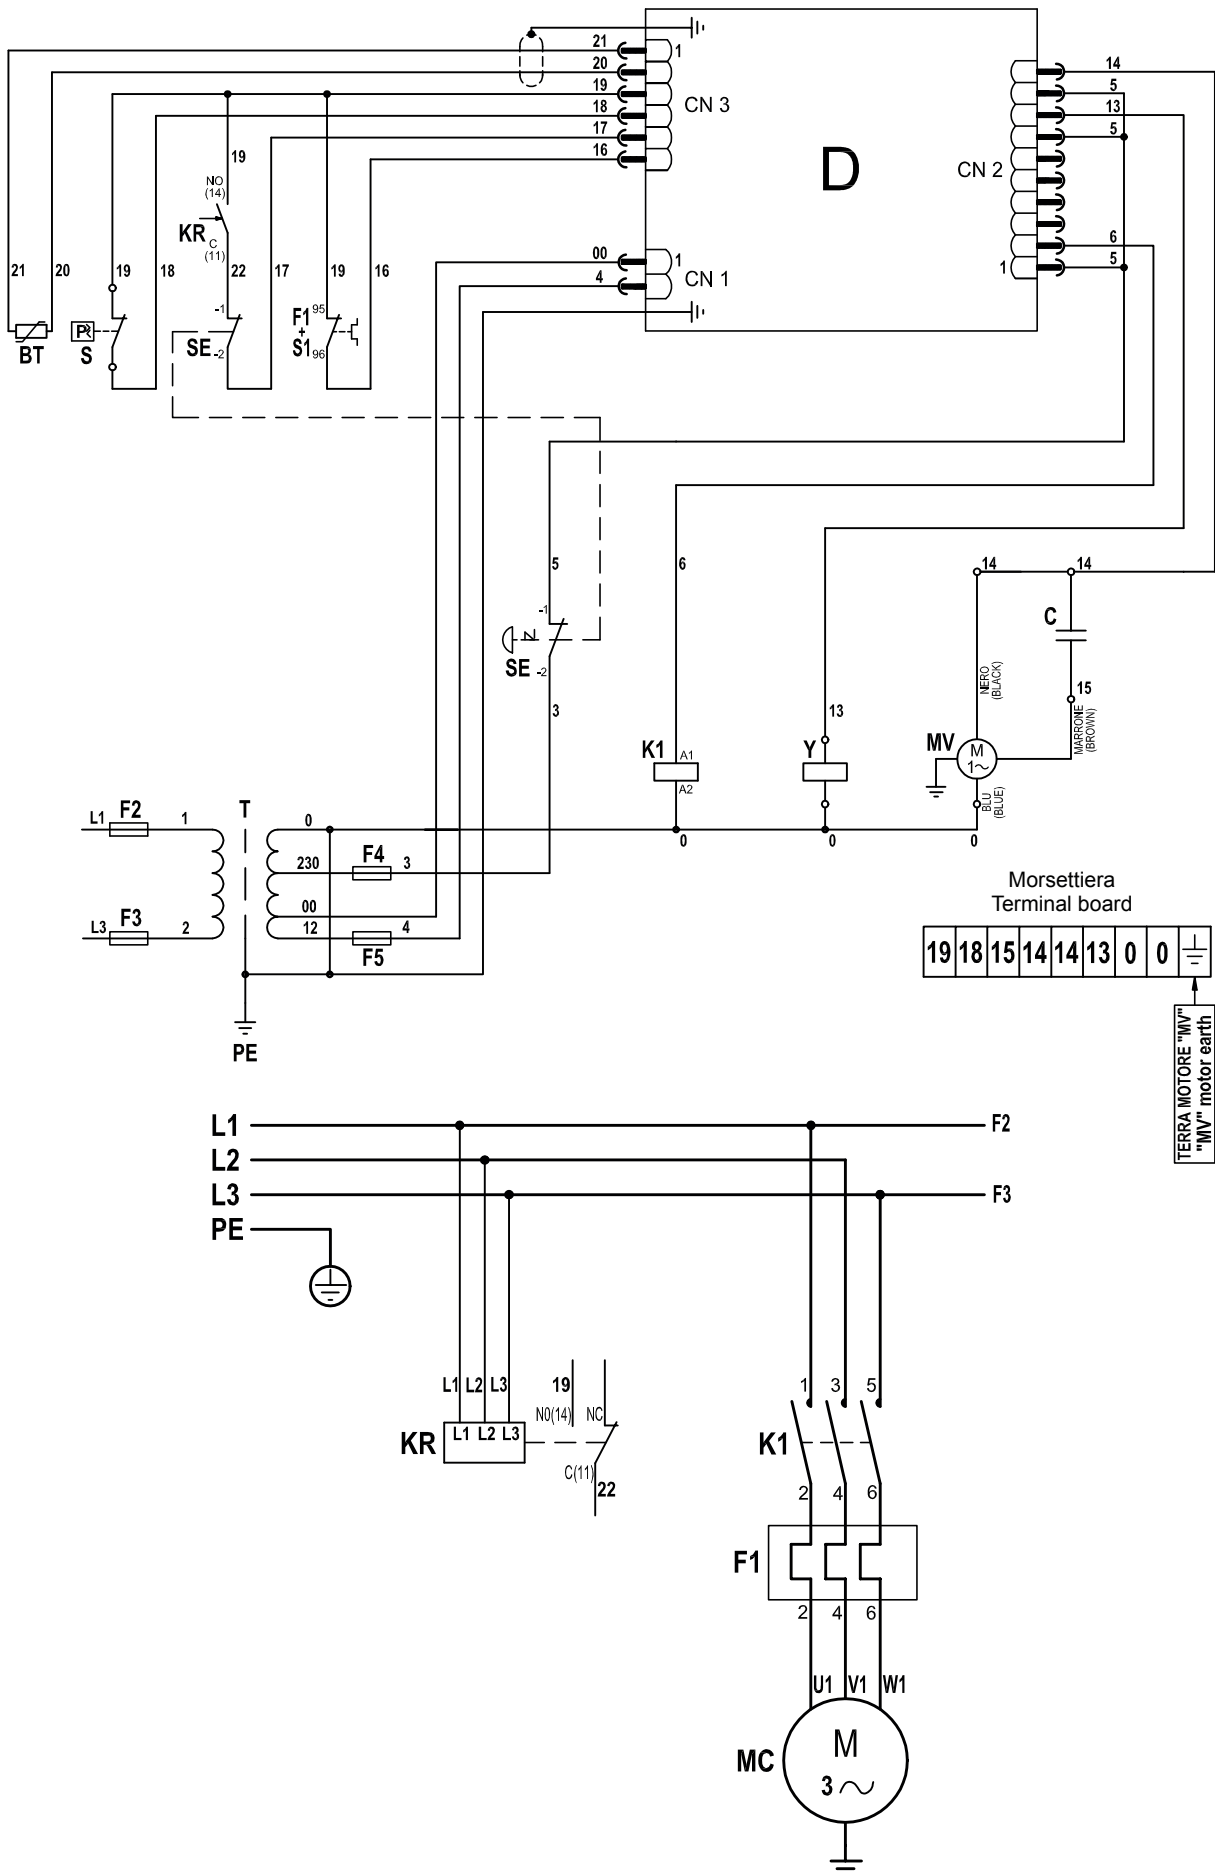 21
20
19
18
17
16
1
CN 3
D
CN 2
14
5
13
5
6
5
1
00
4
1
CN 1
19
NO
(14)
KR
C
(11)
21
20
19
18
22
17
19
16
BT
P
S
-1
SE
-2
F1
+
S1
95
96
5
6
-1
SE
-2
3
13
14
14
C
NERO
(BLACK)
15
MARRONE
(BROWN)
K1
A1
A2
Y
MV
M
1~
BLU
(BLUE)
0
0
0
L1
F2
1
T
0
230
F4
3
00
12
F5
4
L3
F3
2
PE
Morsettiera
Terminal board
19 18 15 14 14 13 0 0
TERRA MOTORE "MV"
"MV" motor earth
L1
F2
L2
L3
F3
PE
L1 L2 L3
19
N0(14)
NC
KR
L1 L2 L3
C(11)
22
1 3 5
K1
2 4 6
F1
2 4 6
U1 V1 W1
MC
M
3~